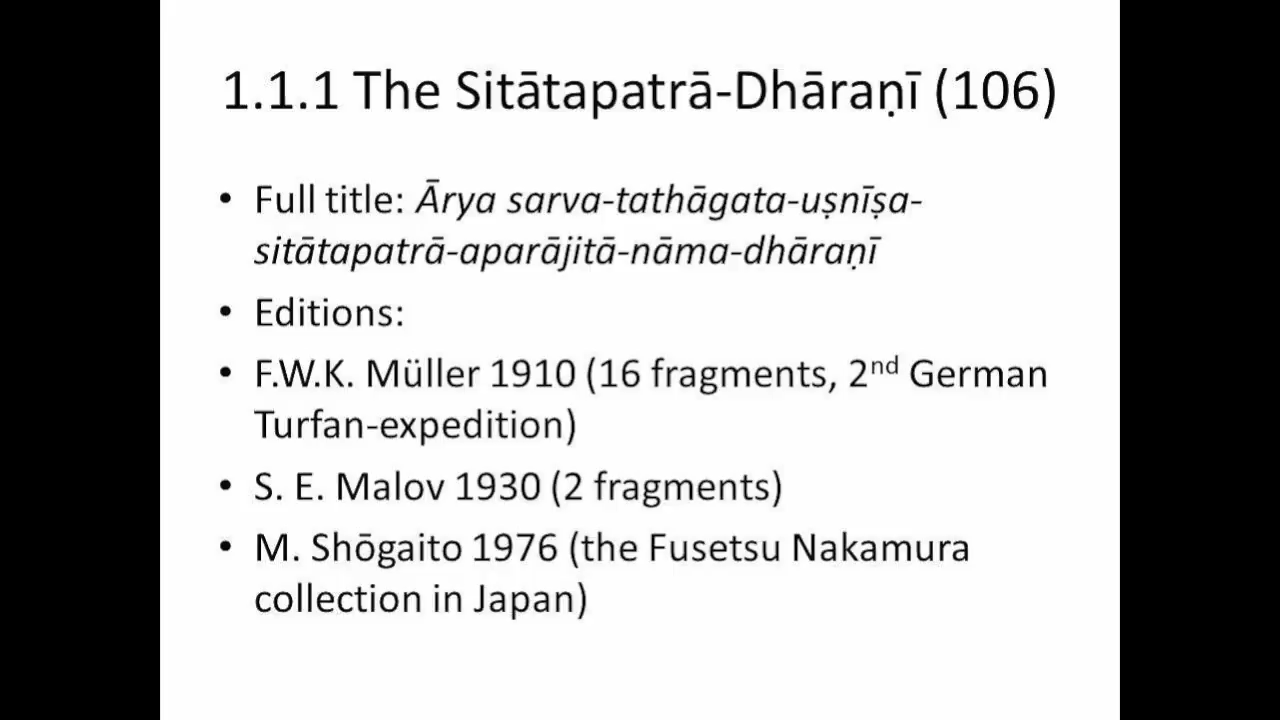 1.1.1 The Sitātapatrā-Dhāraṇī (106)
• Full title: Ārya sarva-tathāgata-uṣnīṣa-
sitātapatrā-aparājitā-nāma-dhāraṇī
• Editions:
• F.W.K. Müller 1910 (16 fragments, 2nd German
Turfan-expedition)
• S. E. Malov 1930 (2 fragments)
• M. Shōgaito 1976 (the Fusetsu Nakamura
collection in Japan)